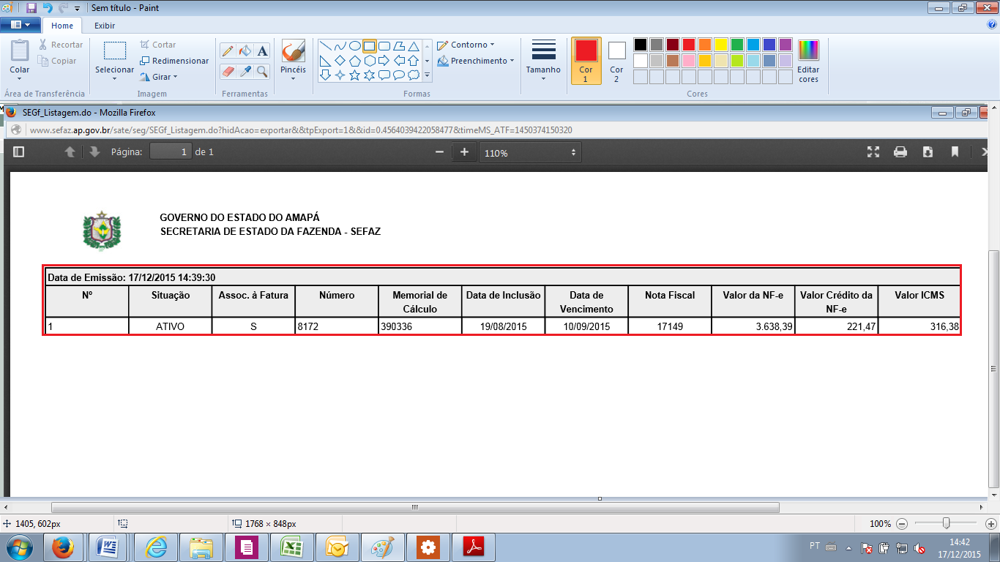 Sem título - Paint
Home Exibir
Colar Recortar Copiar Selecionar Cortar Redimensionar Girar A Pincéis Contorno Preenchimento Tamanho Cor 1 Cor 2 Editar cores
Área de Transferência Imagem Ferramentas Formas Cores
SEGf_Listagem.do - Mozilla Firefox
www.sefaz.ap.gov.br/sate/seg/SEGf_Listagem.do?hidAcao=exportar&&tpExport=1&&id=0.4564039422058477&timeMS_ATF=1450374150320
Página: 1 de 1 110%
GOVERNO DO ESTADO DO AMAPÁ
SECRETARIA DE ESTADO DA FAZENDA - SEFAZ
Data de Emissão: 17/12/2015 14:39:30
Nº Situação Assoc. à Fatura Número Memorial de Cálculo Data de Inclusão Data de Vencimento Nota Fiscal Valor da NF-e Valor Crédito da NF-e Valor ICMS
1 ATIVO S 8172 390336 19/08/2015 10/09/2015 17149 3.638,39 221,47 316,38
1405, 602px 1768 × 848px 100%
PT 14:42
17/12/2015